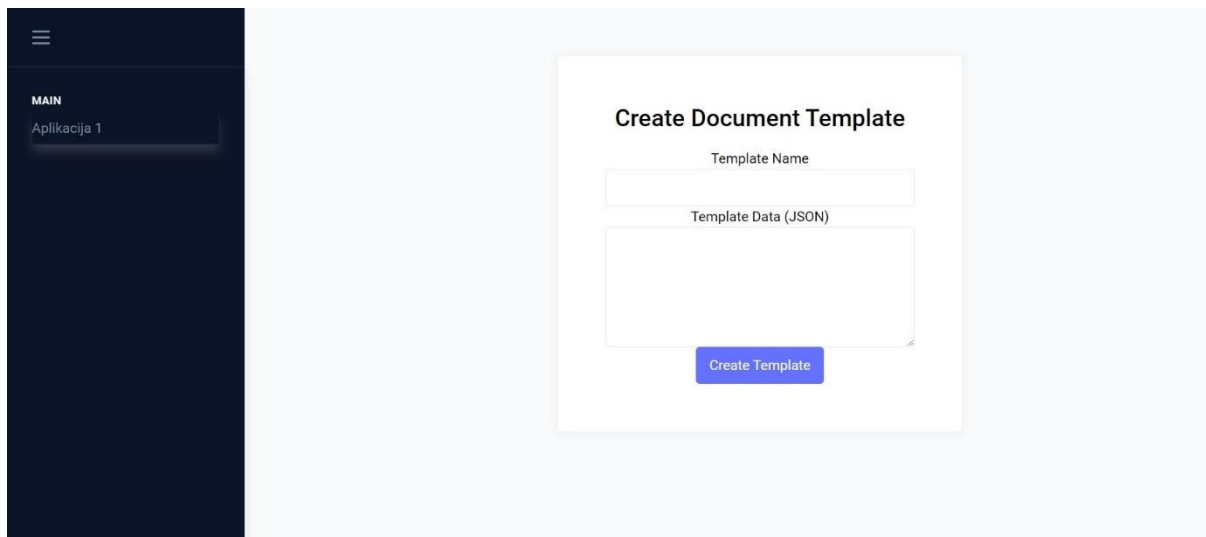 MAIN
Aplikacija 1
Create Document Template
Template Name
Template Data (JSON)
Create Template